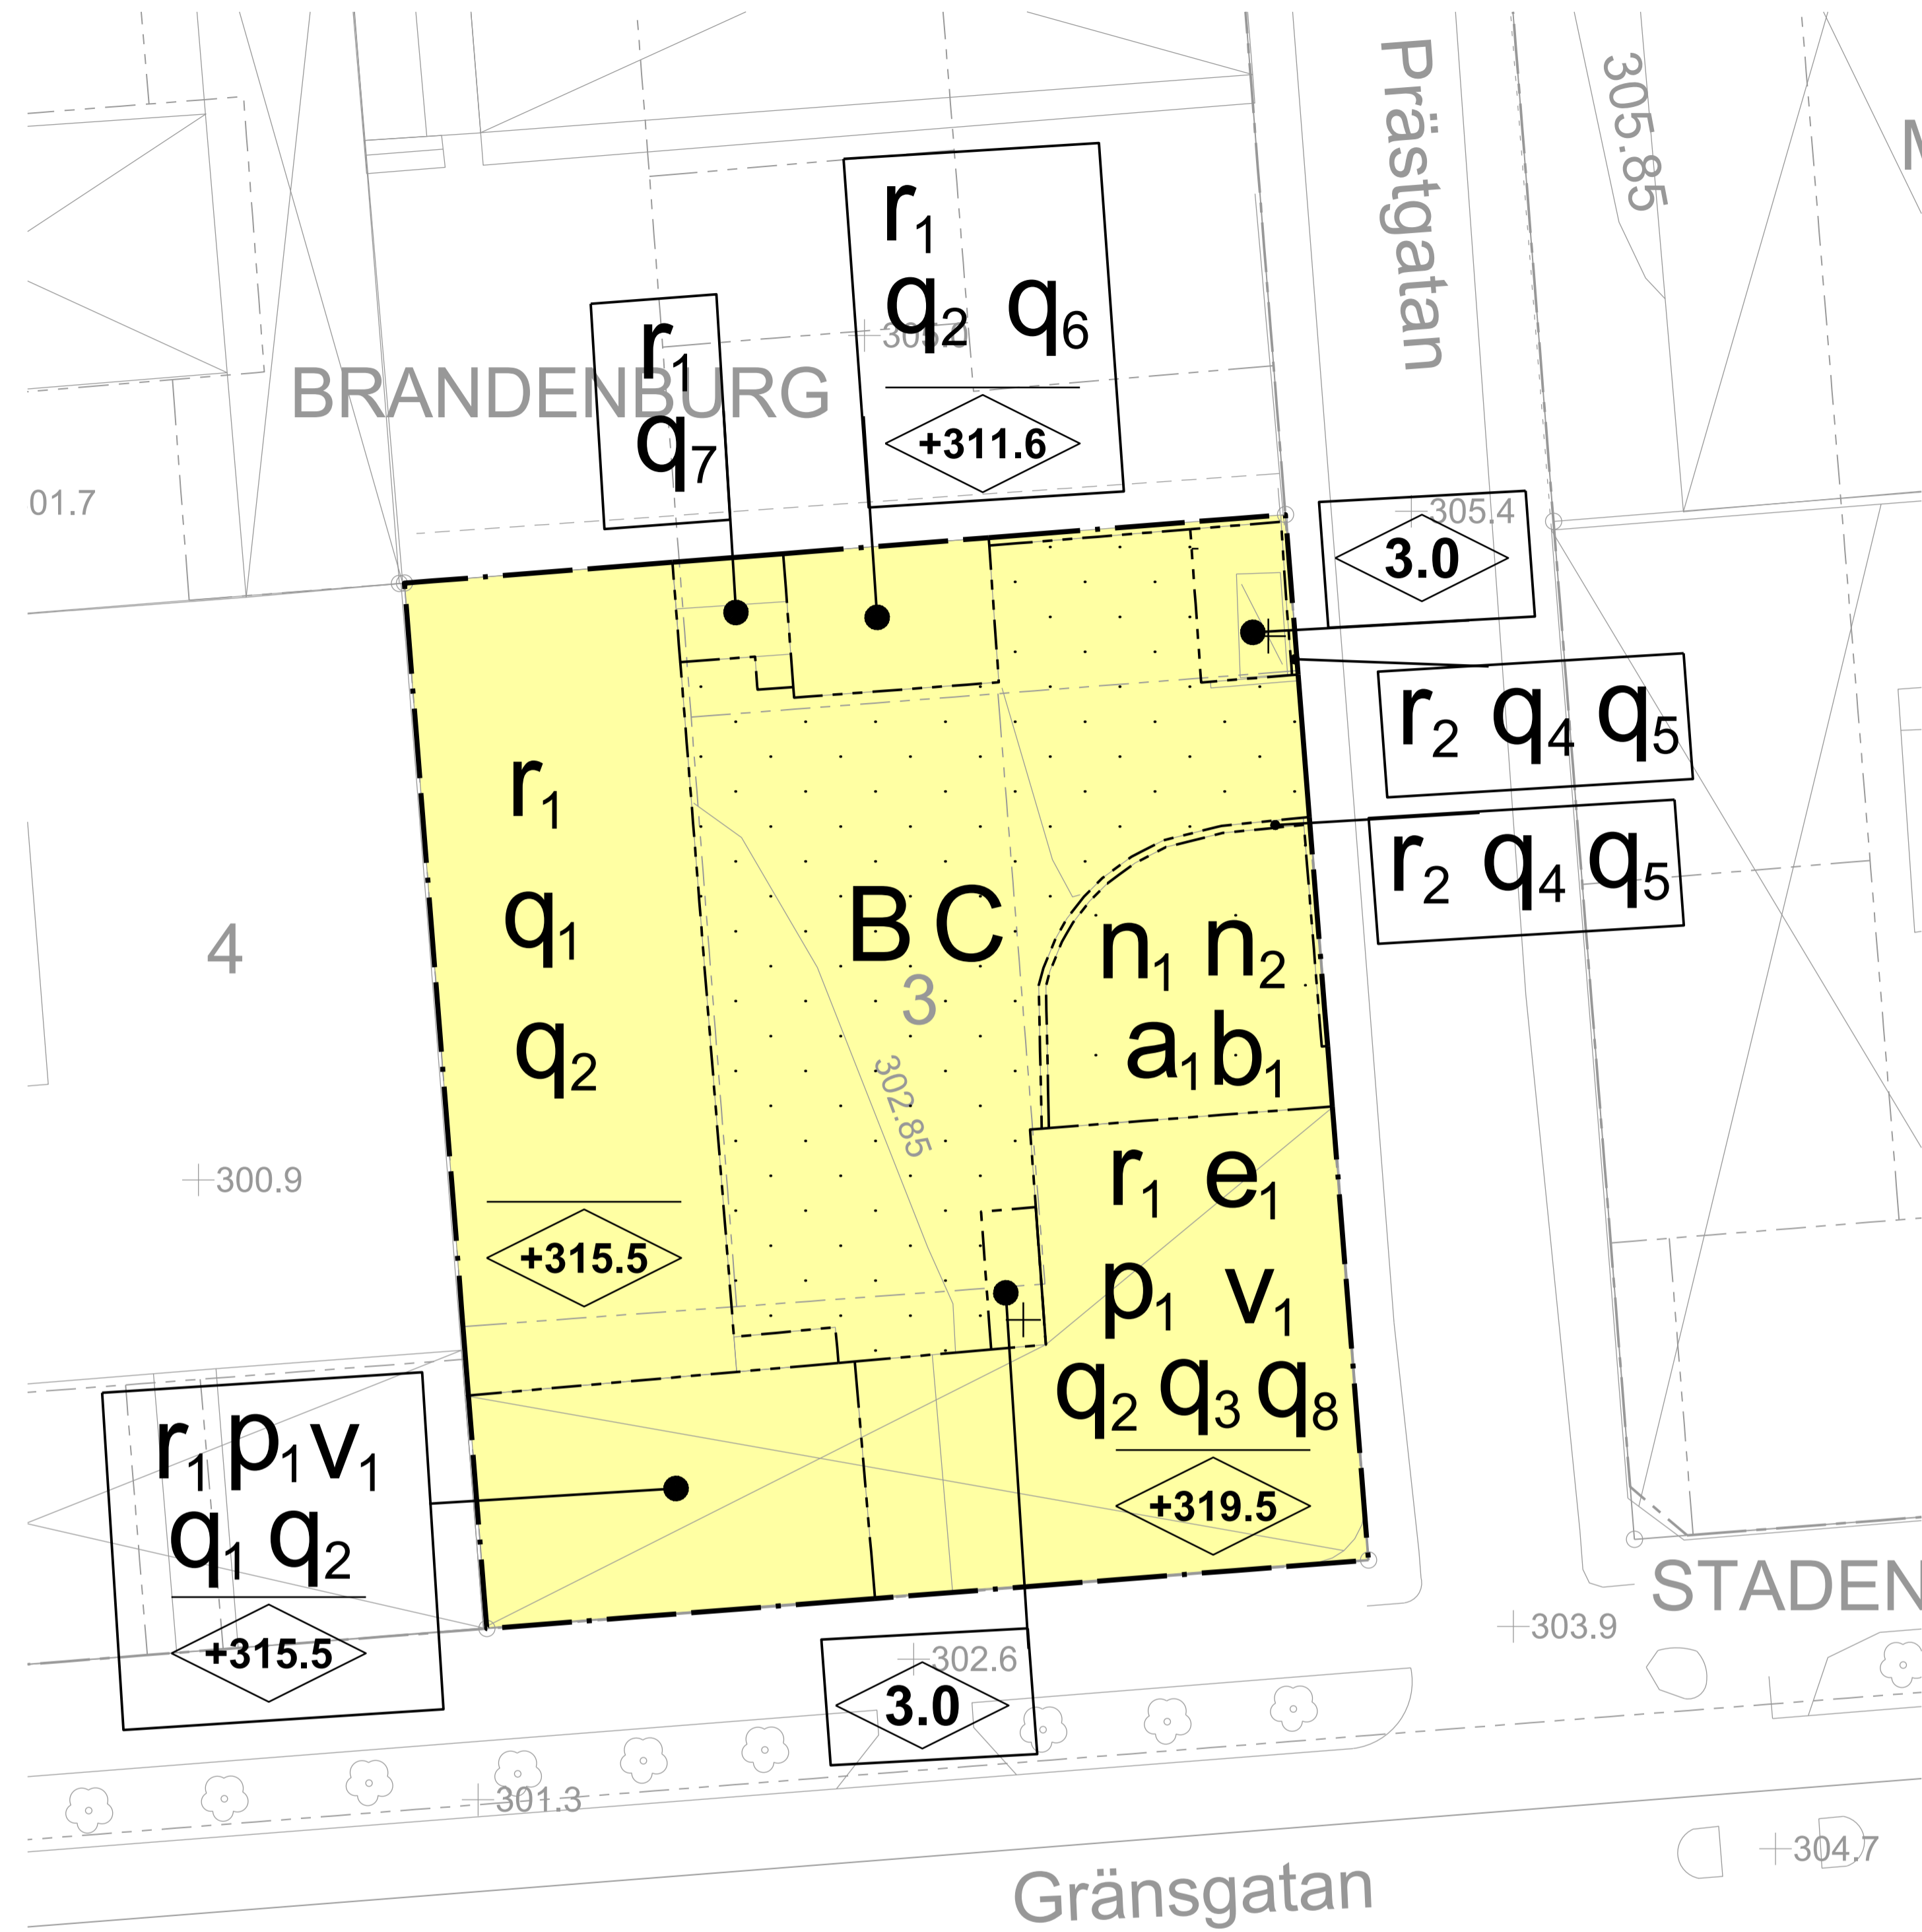 Prästgatan
305.85
r1
q2 q6
305.0
+311.6
r1
q7
BRANDENBURG
01.7
305.4
3.0
r2 q4 q5
r2 q4 q5
r1
q1
q2
+315.5
BC
3
302.85
n1 n2
a1 b1
4
300.9
r1 e1
p1 v1
q2 q3 q8
+319.5
r1 p1 v1
q1 q2
+315.5
STADEN
303.9
302.6
3.0
301.3
304.7
Gränsgatan